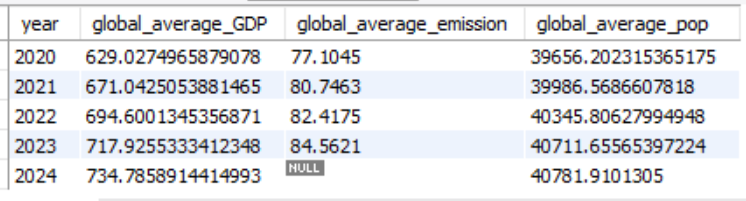 year global_average_GDP global_average_emission global_average_pop
2020 629.0274965879078 77.1045 39656.202315365175
2021 671.0425053881465 80.7463 39986.5686607818
2022 694.6001345356871 82.4175 40345.80627994948
2023 717.9255333412348 84.5621 40711.65565397224
2024 734.7858914414993 NULL 40781.9101305